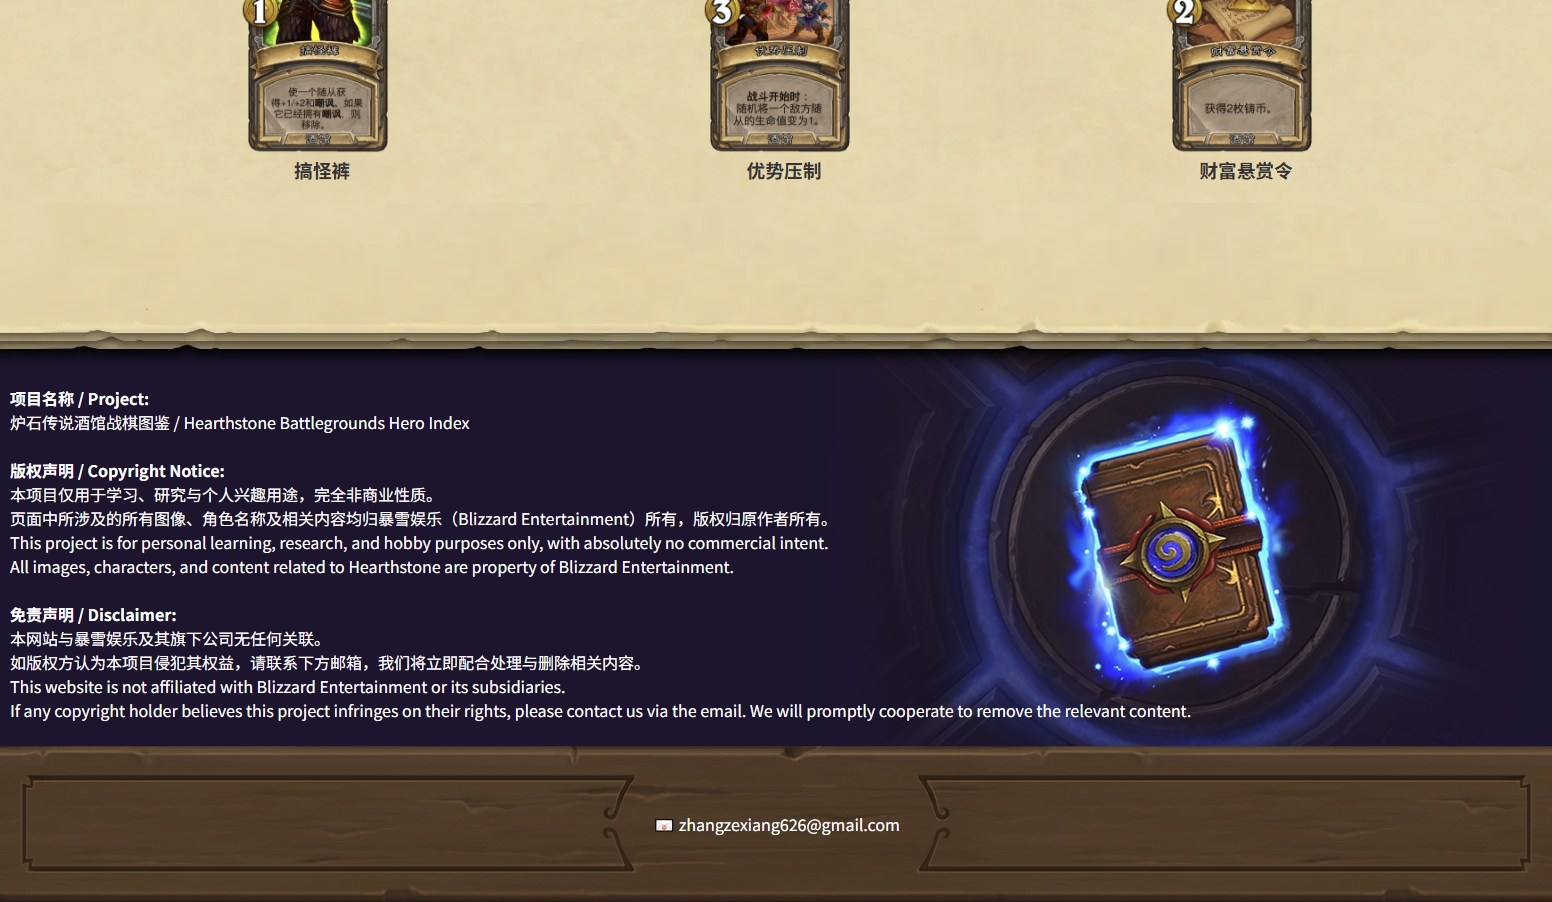 1
3
2
搞怪裤
优势压制
财富悬赏令
使一个随从获
得+1/+2和嘲讽。如果
它已经拥有嘲讽，则
移除。
战斗开始时：
随机将一个敌方随
从的生命值变为1。
获得2枚铸币。
酒馆
酒馆
酒馆
搞怪裤
优势压制
财富悬赏令
项目名称 / Project:
炉石传说酒馆战棋图鉴 / Hearthstone Battlegrounds Hero Index
版权声明 / Copyright Notice:
本项目仅用于学习、研究与个人兴趣用途，完全非商业性质。
页面中所涉及的所有图像、角色名称及相关内容均归暴雪娱乐（Blizzard Entertainment）所有，版权归原作者所有。
This project is for personal learning, research, and hobby purposes only, with absolutely no commercial intent.
All images, characters, and content related to Hearthstone are property of Blizzard Entertainment.
免责声明 / Disclaimer:
本网站与暴雪娱乐及其旗下公司无任何关联。
如版权方认为本项目侵犯其权益，请联系下方邮箱，我们将立即配合处理与删除相关内容。
This website is not affiliated with Blizzard Entertainment or its subsidiaries.
If any copyright holder believes this project infringes on their rights, please contact us via the email. We will promptly cooperate to remove the relevant content.
zhangzexiang626@gmail.com